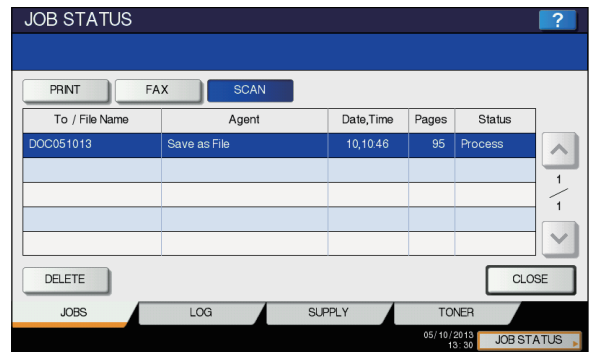 JOB STATUS ?
PRINT FAX SCAN
To / File Name Agent Date,Time Pages Status
DOC051013 Save as File 10,10:46 95 Process
1
1
DELETE CLOSE
JOBS LOG SUPPLY TONER
05/10/2013
13:30 JOB STATUS